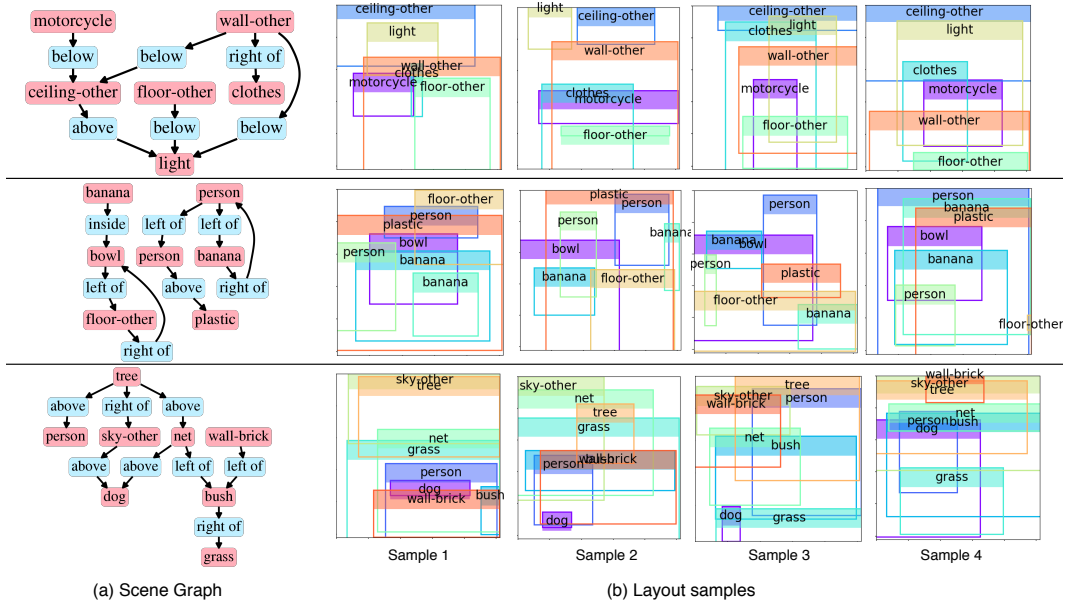 motorcycle wall-other
below below right of
ceiling-other floor-other clothes
above below below
light
ceiling-other
light
wall-other
clothes
motorcycle
floor-other
light
ceiling-other
wall-other
clothes
motorcycle
floor-other
ceiling-other
light
clothes
wall-other
motorcycle
floor-other
ceiling-other
light
clothes
motorcycle
wall-other
floor-other
banana person
inside left of left of
bowl person banana
left of above right of
floor-other plastic
right of
floor-other
person
plastic
bowl
person
banana
banana
plastic
person
person
banana
bowl
banana
floor-other
person
banana
bowl
person
plastic
floor-other
banana
person
banana
plastic
bowl
banana
person
floor-other
tree
above right of above
person sky-other net wall-brick
above above left of left of
dog bush
right of
grass
sky-other
tree
net
grass
person
dog
wall-brick
bush
sky-other
net
tree
grass
wall-brick
bush
person
dog
tree
sky-other
person
wall-brick
net
bush
dog
grass
wall-brick
sky-other
tree
net
person
bush
dog
grass
Sample 1 Sample 2 Sample 3 Sample 4
(a) Scene Graph (b) Layout samples